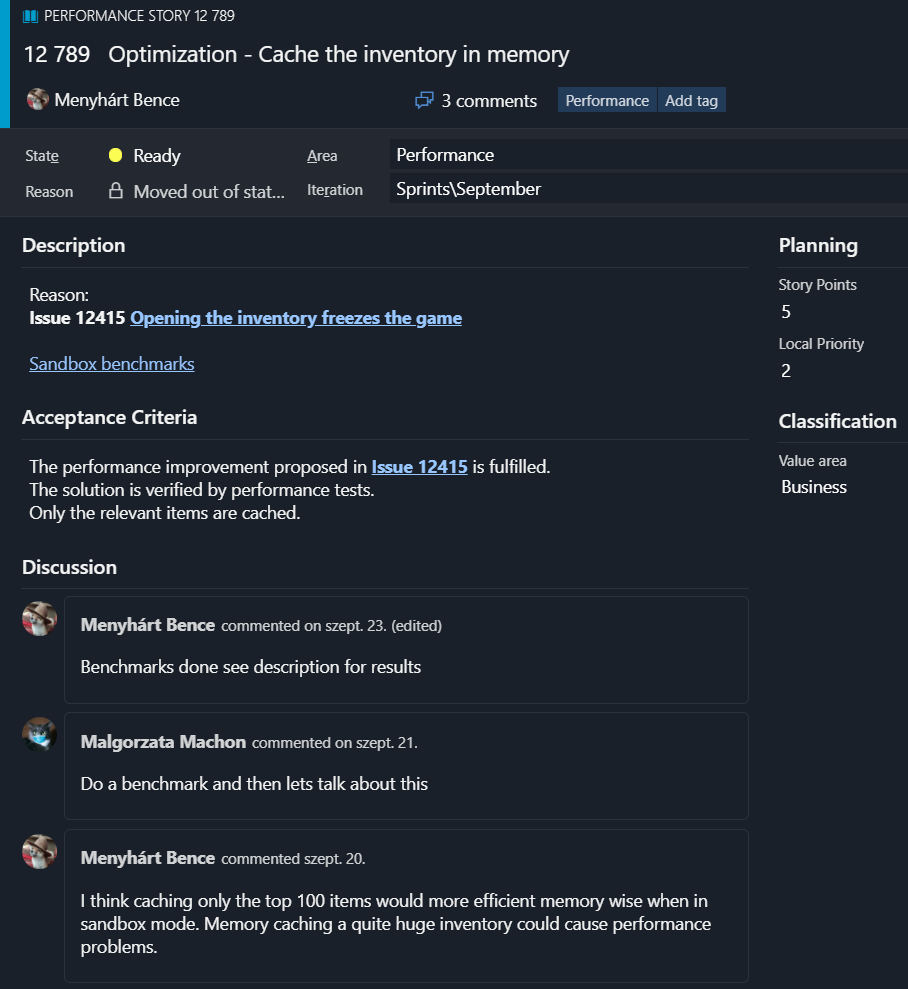 PERFORMANCE STORY 12 789
12 789 Optimization - Cache the inventory in memory
Menyhárt Bence 3 comments Performance Add tag
State Ready Area Performance
Reason Moved out of stat... Iteration Sprints\September
Description
Reason:
Issue 12415 Opening the inventory freezes the game
Sandbox benchmarks
Acceptance Criteria
The performance improvement proposed in Issue 12415 is fulfilled.
The solution is verified by performance tests.
Only the relevant items are cached.
Discussion
Menyhárt Bence commented on szept. 23. (edited)
Benchmarks done see description for results
Malgorzata Machon commented on szept. 21.
Do a benchmark and then lets talk about this
Menyhárt Bence commented szept. 20.
I think caching only the top 100 items would more efficient memory wise when in
sandbox mode. Memory caching a quite huge inventory could cause performance
problems.
Planning
Story Points
5
Local Priority
2
Classification
Value area
Business